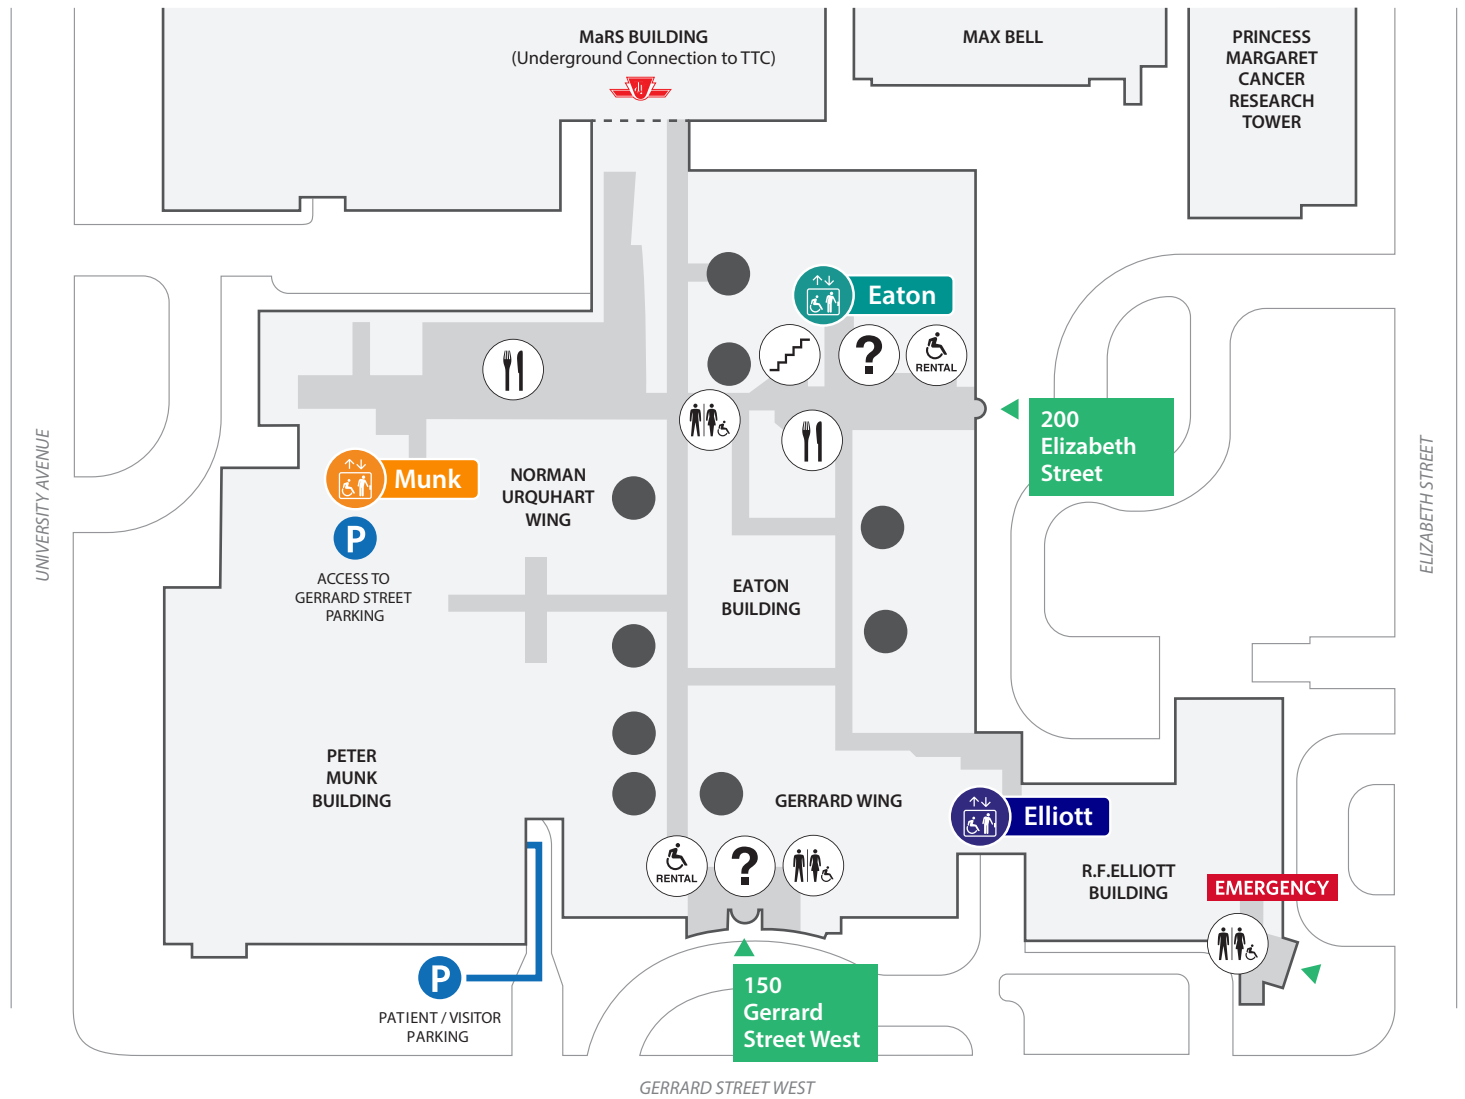 MaRS BUILDING
(Underground Connection to TTC)
MAX BELL
PRINCESS
MARGARET
CANCER
RESEARCH
TOWER
Eaton
?
RENTAL
200
Elizabeth
Street
UNIVERSITY AVENUE
ELIZABETH STREET
Munk
P
ACCESS TO
GERRARD STREET
PARKING
NORMAN
URQUHART
WING
EATON
BUILDING
PETER
MUNK
BUILDING
GERRARD WING
Elliott
R.F.ELLIOTT
BUILDING
EMERGENCY
RENTAL
?
P
PATIENT / VISITOR
PARKING
150
Gerrard
Street West
GERRARD STREET WEST